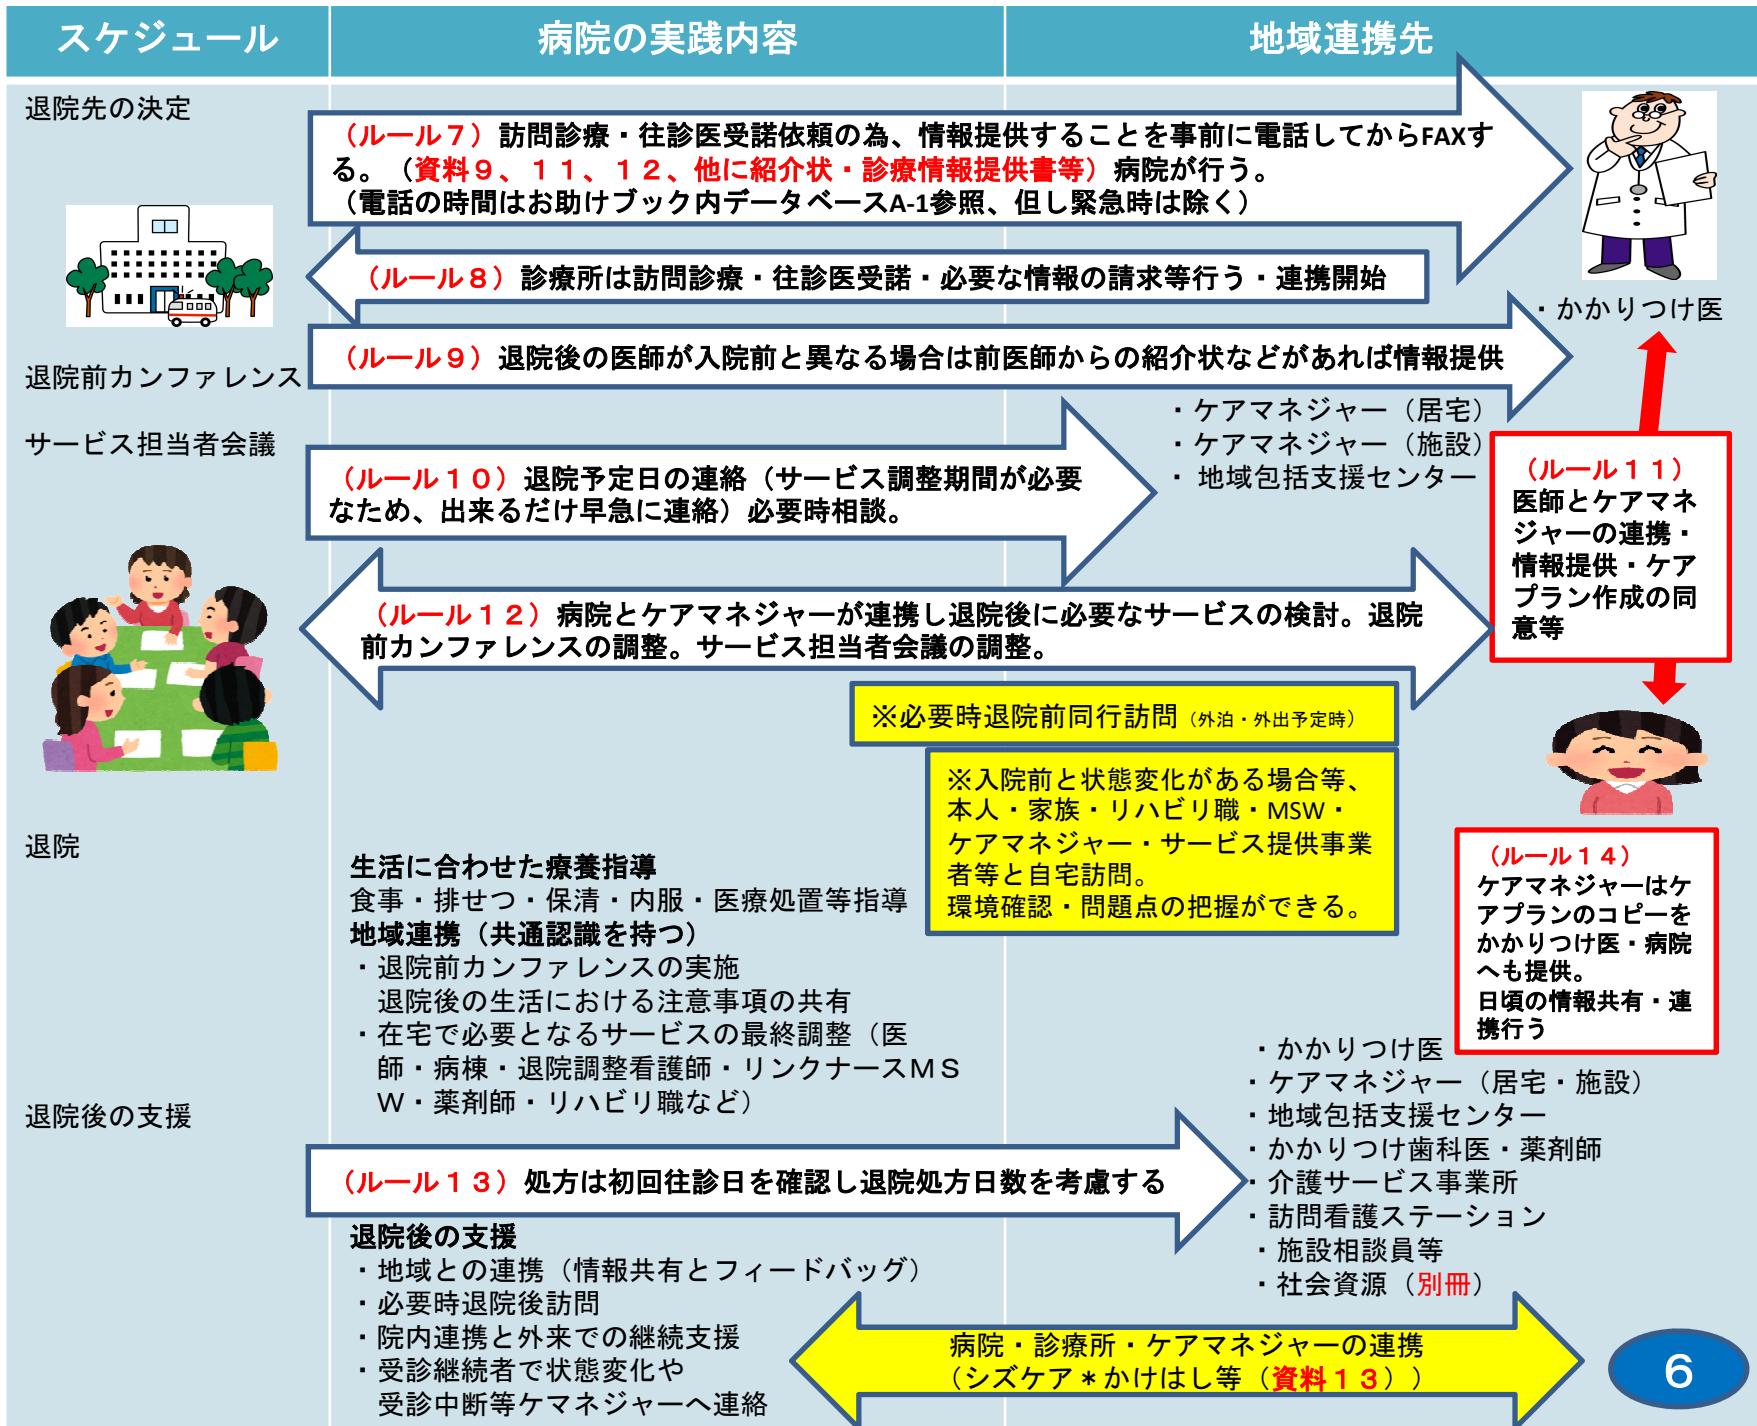 スケジュール
病院の実践内容
地域連携先
退院先の決定
（ルール７）訪問診療・往診医受諾依頼の為、情報提供することを事前に電話してからFAXす
る。（資料９、１１、１２、他に紹介状・診療情報提供書等）病院が行う。
（電話の時間はお助けブック内データベースA-1参照、但し緊急時は除く）
（ルール８）診療所は訪問診療・往診医受諾・必要な情報の請求等行う・連携開始
・かかりつけ医
（ルール９）退院後の医師が入院前と異なる場合は前医師からの紹介状などがあれば情報提供
退院前カンファレンス
サービス担当者会議
・ケアマネジャー（居宅）
・ケアマネジャー（施設）
・地域包括支援センター
（ルール１０）退院予定日の連絡（サービス調整期間が必要
なため、出来るだけ早急に連絡）必要時相談。
（ルール１１）
医師とケアマネ
ジャーの連携・
情報提供・ケア
プラン作成の同
意等
（ルール１２）病院とケアマネジャーが連携し退院後に必要なサービスの検討。退院
前カンファレンスの調整。サービス担当者会議の調整。
※必要時退院前同行訪問（外泊・外出予定時）
※入院前と状態変化がある場合等、
本人・家族・リハビリ職・MSW・
ケアマネジャー・サービス提供事業
者等と自宅訪問。
環境確認・問題点の把握ができる。
退院
生活に合わせた療養指導
食事・排せつ・保清・内服・医療処置等指導
地域連携（共通認識を持つ）
・退院前カンファレンスの実施
退院後の生活における注意事項の共有
・在宅で必要となるサービスの最終調整（医
師・病棟・退院調整看護師・リンクナースＭＳ
Ｗ・薬剤師・リハビリ職など）
（ルール１４）
ケアマネジャーはケ
アプランのコピーを
かかりつけ医・病院
へも提供。
日頃の情報共有・連
携行う
・かかりつけ医
・ケアマネジャー（居宅・施設）
・地域包括支援センター
・かかりつけ歯科医・薬剤師
・介護サービス事業所
・訪問看護ステーション
・施設相談員等
・社会資源（別冊）
退院後の支援
（ルール１３）処方は初回往診日を確認し退院処方日数を考慮する
退院後の支援
・地域との連携（情報共有とフィードバッグ）
・必要時退院後訪問
・院内連携と外来での継続支援
・受診継続者で状態変化や
受診中断等ケマネジャーへ連絡
病院・診療所・ケアマネジャーの連携
（シズケア＊かけはし等（資料１３））
6